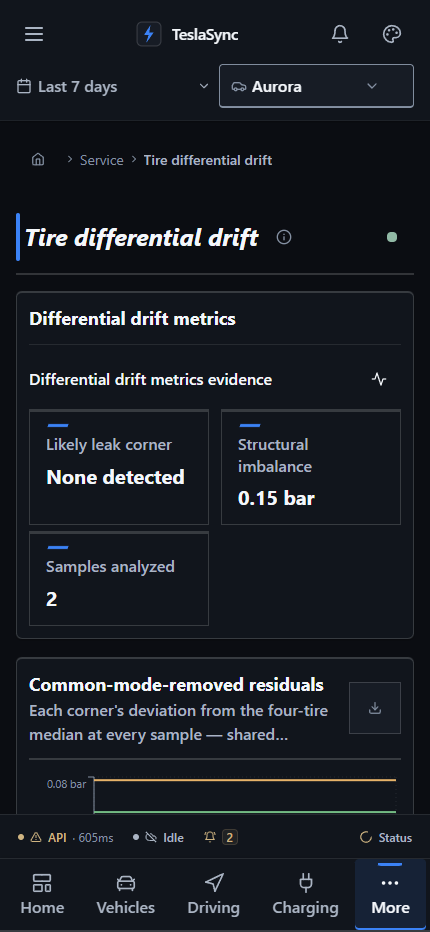 TeslaSync
Last 7 days
Aurora
Service
Tire differential drift
Tire differential drift
Differential drift metrics
Differential drift metrics evidence
Likely leak corner
None detected
Structural
imbalance
0.15 bar
Samples analyzed
2
Common-mode-removed residuals
Each corner's deviation from the four-tire
median at every sample — shared...
0.08 bar
API · 605ms
Idle
2
Status
Home
Vehicles
Driving
Charging
More